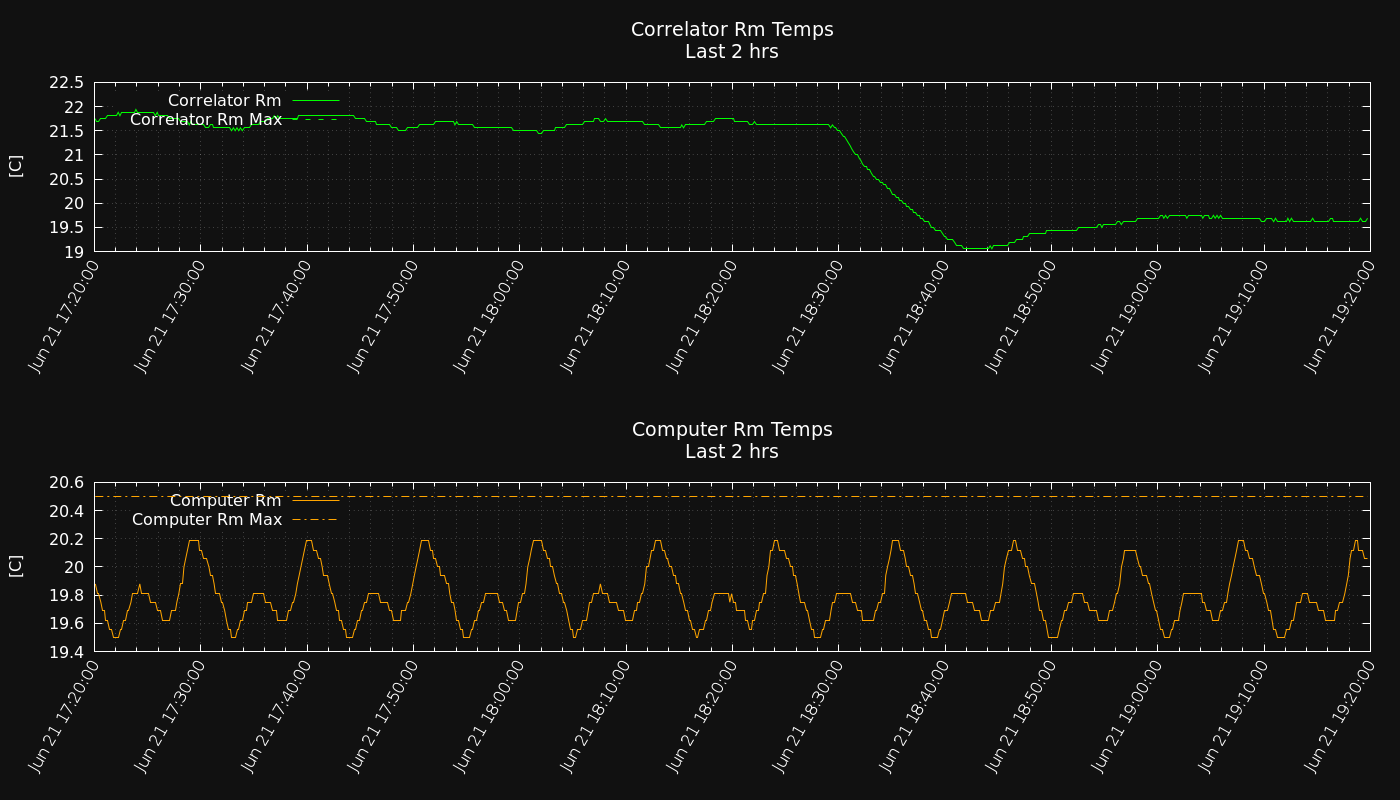 Correlator Rm Temps
Last 2 hrs
22.5
22
21.5
21
20.5
20
19.5
19
[C]
Correlator Rm
Correlator Rm Max
Jun 21 17:20:00
Jun 21 17:30:00
Jun 21 17:40:00
Jun 21 17:50:00
Jun 21 18:00:00
Jun 21 18:10:00
Jun 21 18:20:00
Jun 21 18:30:00
Jun 21 18:40:00
Jun 21 18:50:00
Jun 21 19:00:00
Jun 21 19:10:00
Jun 21 19:20:00
Computer Rm Temps
Last 2 hrs
20.6
20.4
20.2
20
19.8
19.6
19.4
[C]
Computer Rm
Computer Rm Max
Jun 21 17:20:00
Jun 21 17:30:00
Jun 21 17:40:00
Jun 21 17:50:00
Jun 21 18:00:00
Jun 21 18:10:00
Jun 21 18:20:00
Jun 21 18:30:00
Jun 21 18:40:00
Jun 21 18:50:00
Jun 21 19:00:00
Jun 21 19:10:00
Jun 21 19:20:00